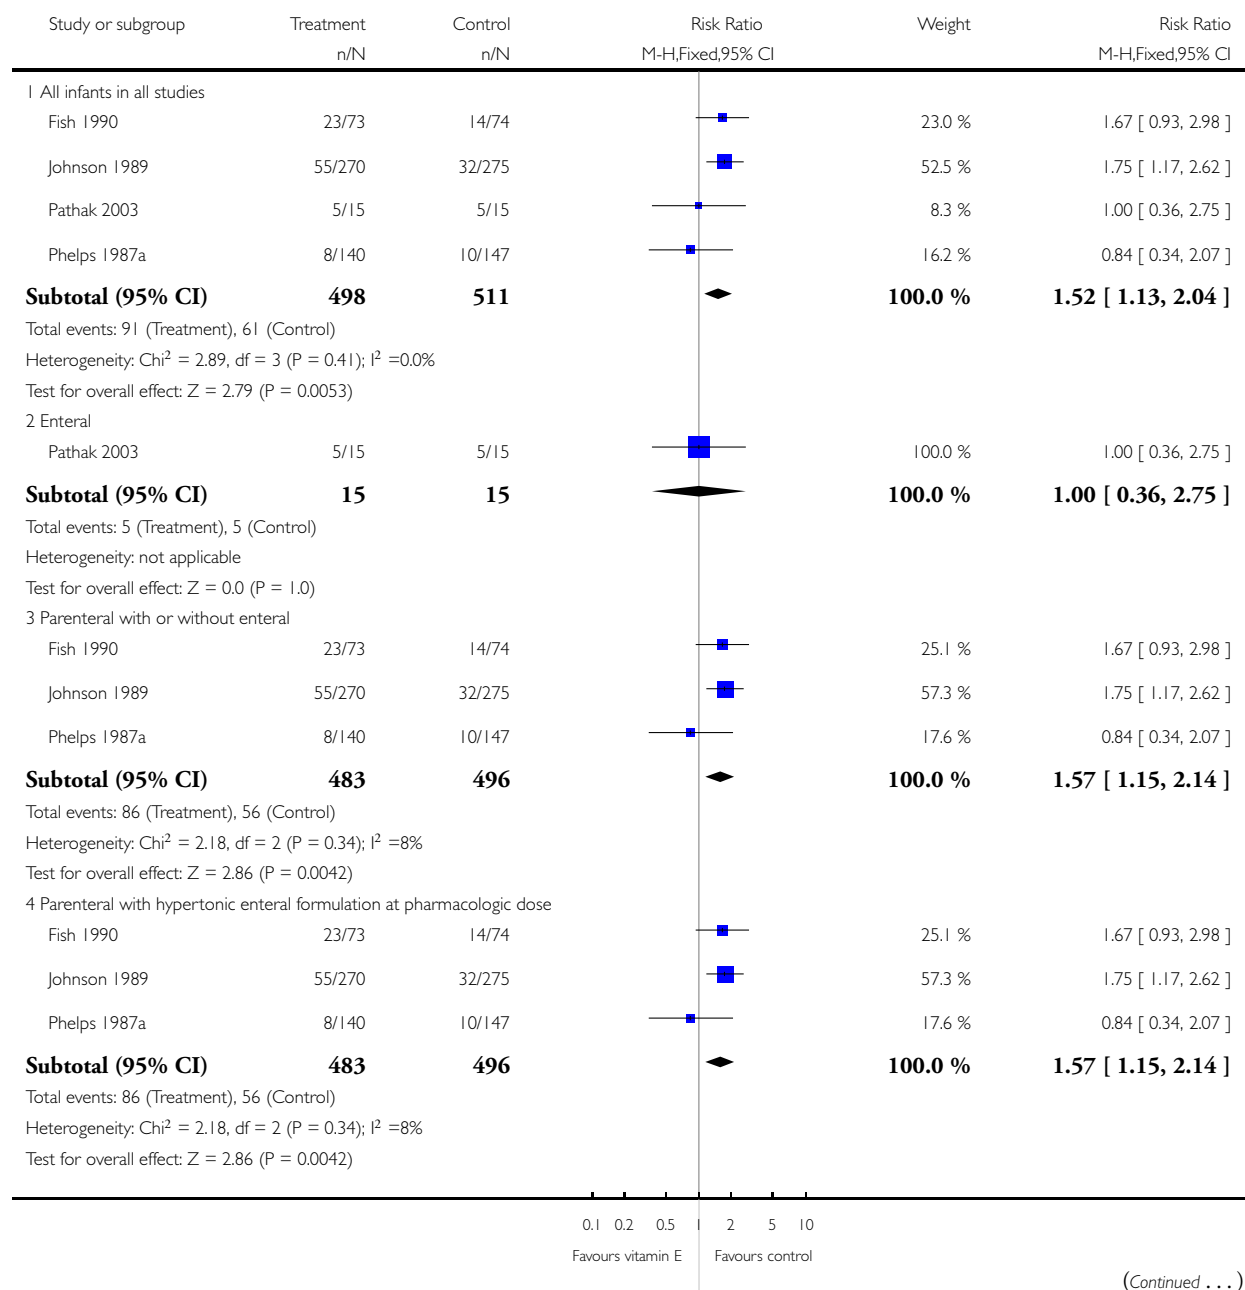 Study or subgroup Treatment Control Risk Ratio Weight Risk Ratio
n/N n/N M-H,Fixed,95% CI M-H,Fixed,95% CI
1 All infants in all studies
Fish 1990 23/73 14/74 23.0 % 1.67 [ 0.93, 2.98 ]
Johnson 1989 55/270 32/275 52.5 % 1.75 [ 1.17, 2.62 ]
Pathak 2003 5/15 5/15 8.3 % 1.00 [ 0.36, 2.75 ]
Phelps 1987a 8/140 10/147 16.2 % 0.84 [ 0.34, 2.07 ]
Subtotal (95% CI) 498 511 100.0 % 1.52 [ 1.13, 2.04 ]
Total events: 91 (Treatment), 61 (Control)
Heterogeneity: Chi² = 2.89, df = 3 (P = 0.41); I² =0.0%
Test for overall effect: Z = 2.79 (P = 0.0053)
2 Enteral
Pathak 2003 5/15 5/15 100.0 % 1.00 [ 0.36, 2.75 ]
Subtotal (95% CI) 15 15 100.0 % 1.00 [ 0.36, 2.75 ]
Total events: 5 (Treatment), 5 (Control)
Heterogeneity: not applicable
Test for overall effect: Z = 0.0 (P = 1.0)
3 Parenteral with or without enteral
Fish 1990 23/73 14/74 25.1 % 1.67 [ 0.93, 2.98 ]
Johnson 1989 55/270 32/275 57.3 % 1.75 [ 1.17, 2.62 ]
Phelps 1987a 8/140 10/147 17.6 % 0.84 [ 0.34, 2.07 ]
Subtotal (95% CI) 483 496 100.0 % 1.57 [ 1.15, 2.14 ]
Total events: 86 (Treatment), 56 (Control)
Heterogeneity: Chi² = 2.18, df = 2 (P = 0.34); I² =8%
Test for overall effect: Z = 2.86 (P = 0.0042)
4 Parenteral with hypertonic enteral formulation at pharmacologic dose
Fish 1990 23/73 14/74 25.1 % 1.67 [ 0.93, 2.98 ]
Johnson 1989 55/270 32/275 57.3 % 1.75 [ 1.17, 2.62 ]
Phelps 1987a 8/140 10/147 17.6 % 0.84 [ 0.34, 2.07 ]
Subtotal (95% CI) 483 496 100.0 % 1.57 [ 1.15, 2.14 ]
Total events: 86 (Treatment), 56 (Control)
Heterogeneity: Chi² = 2.18, df = 2 (P = 0.34); I² =8%
Test for overall effect: Z = 2.86 (P = 0.0042)
0.1 0.2 0.5 1 2 5 10
Favours vitamin E Favours control
(Continued . . . )